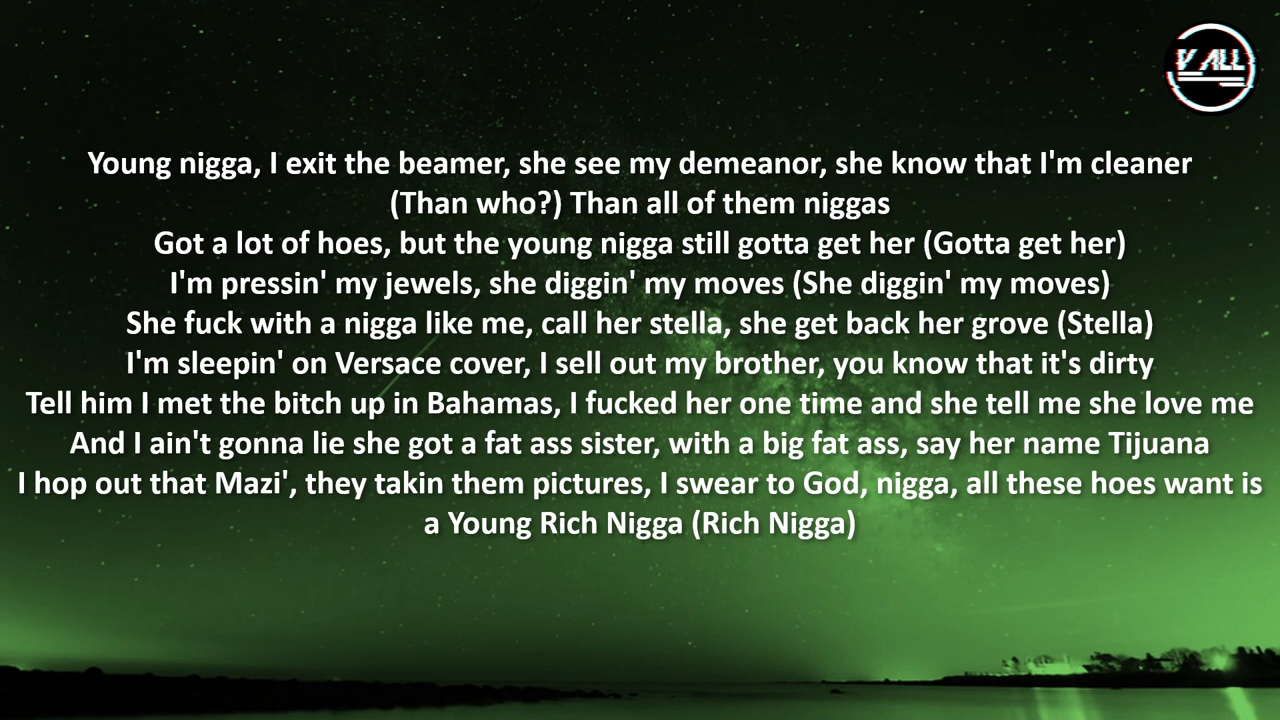 V ALL
Young nigga, I exit the beamer, she see my demeanor, she know that I'm cleaner
(Than who?) Than all of them niggas
Got a lot of hoes, but the young nigga still gotta get her (Gotta get her)
I'm pressin' my jewels, she diggin' my moves (She diggin' my moves)
She fuck with a nigga like me, call her stella, she get back her grove (Stella)
I'm sleepin' on Versace cover, I sell out my brother, you know that it's dirty
Tell him I met the bitch up in Bahamas, I fucked her one time and she tell me she love me
And I ain't gonna lie she got a fat ass sister, with a big fat ass, say her name Tijuana
I hop out that Mazi', they takin them pictures, I swear to God, nigga, all these hoes want is
a Young Rich Nigga (Rich Nigga)